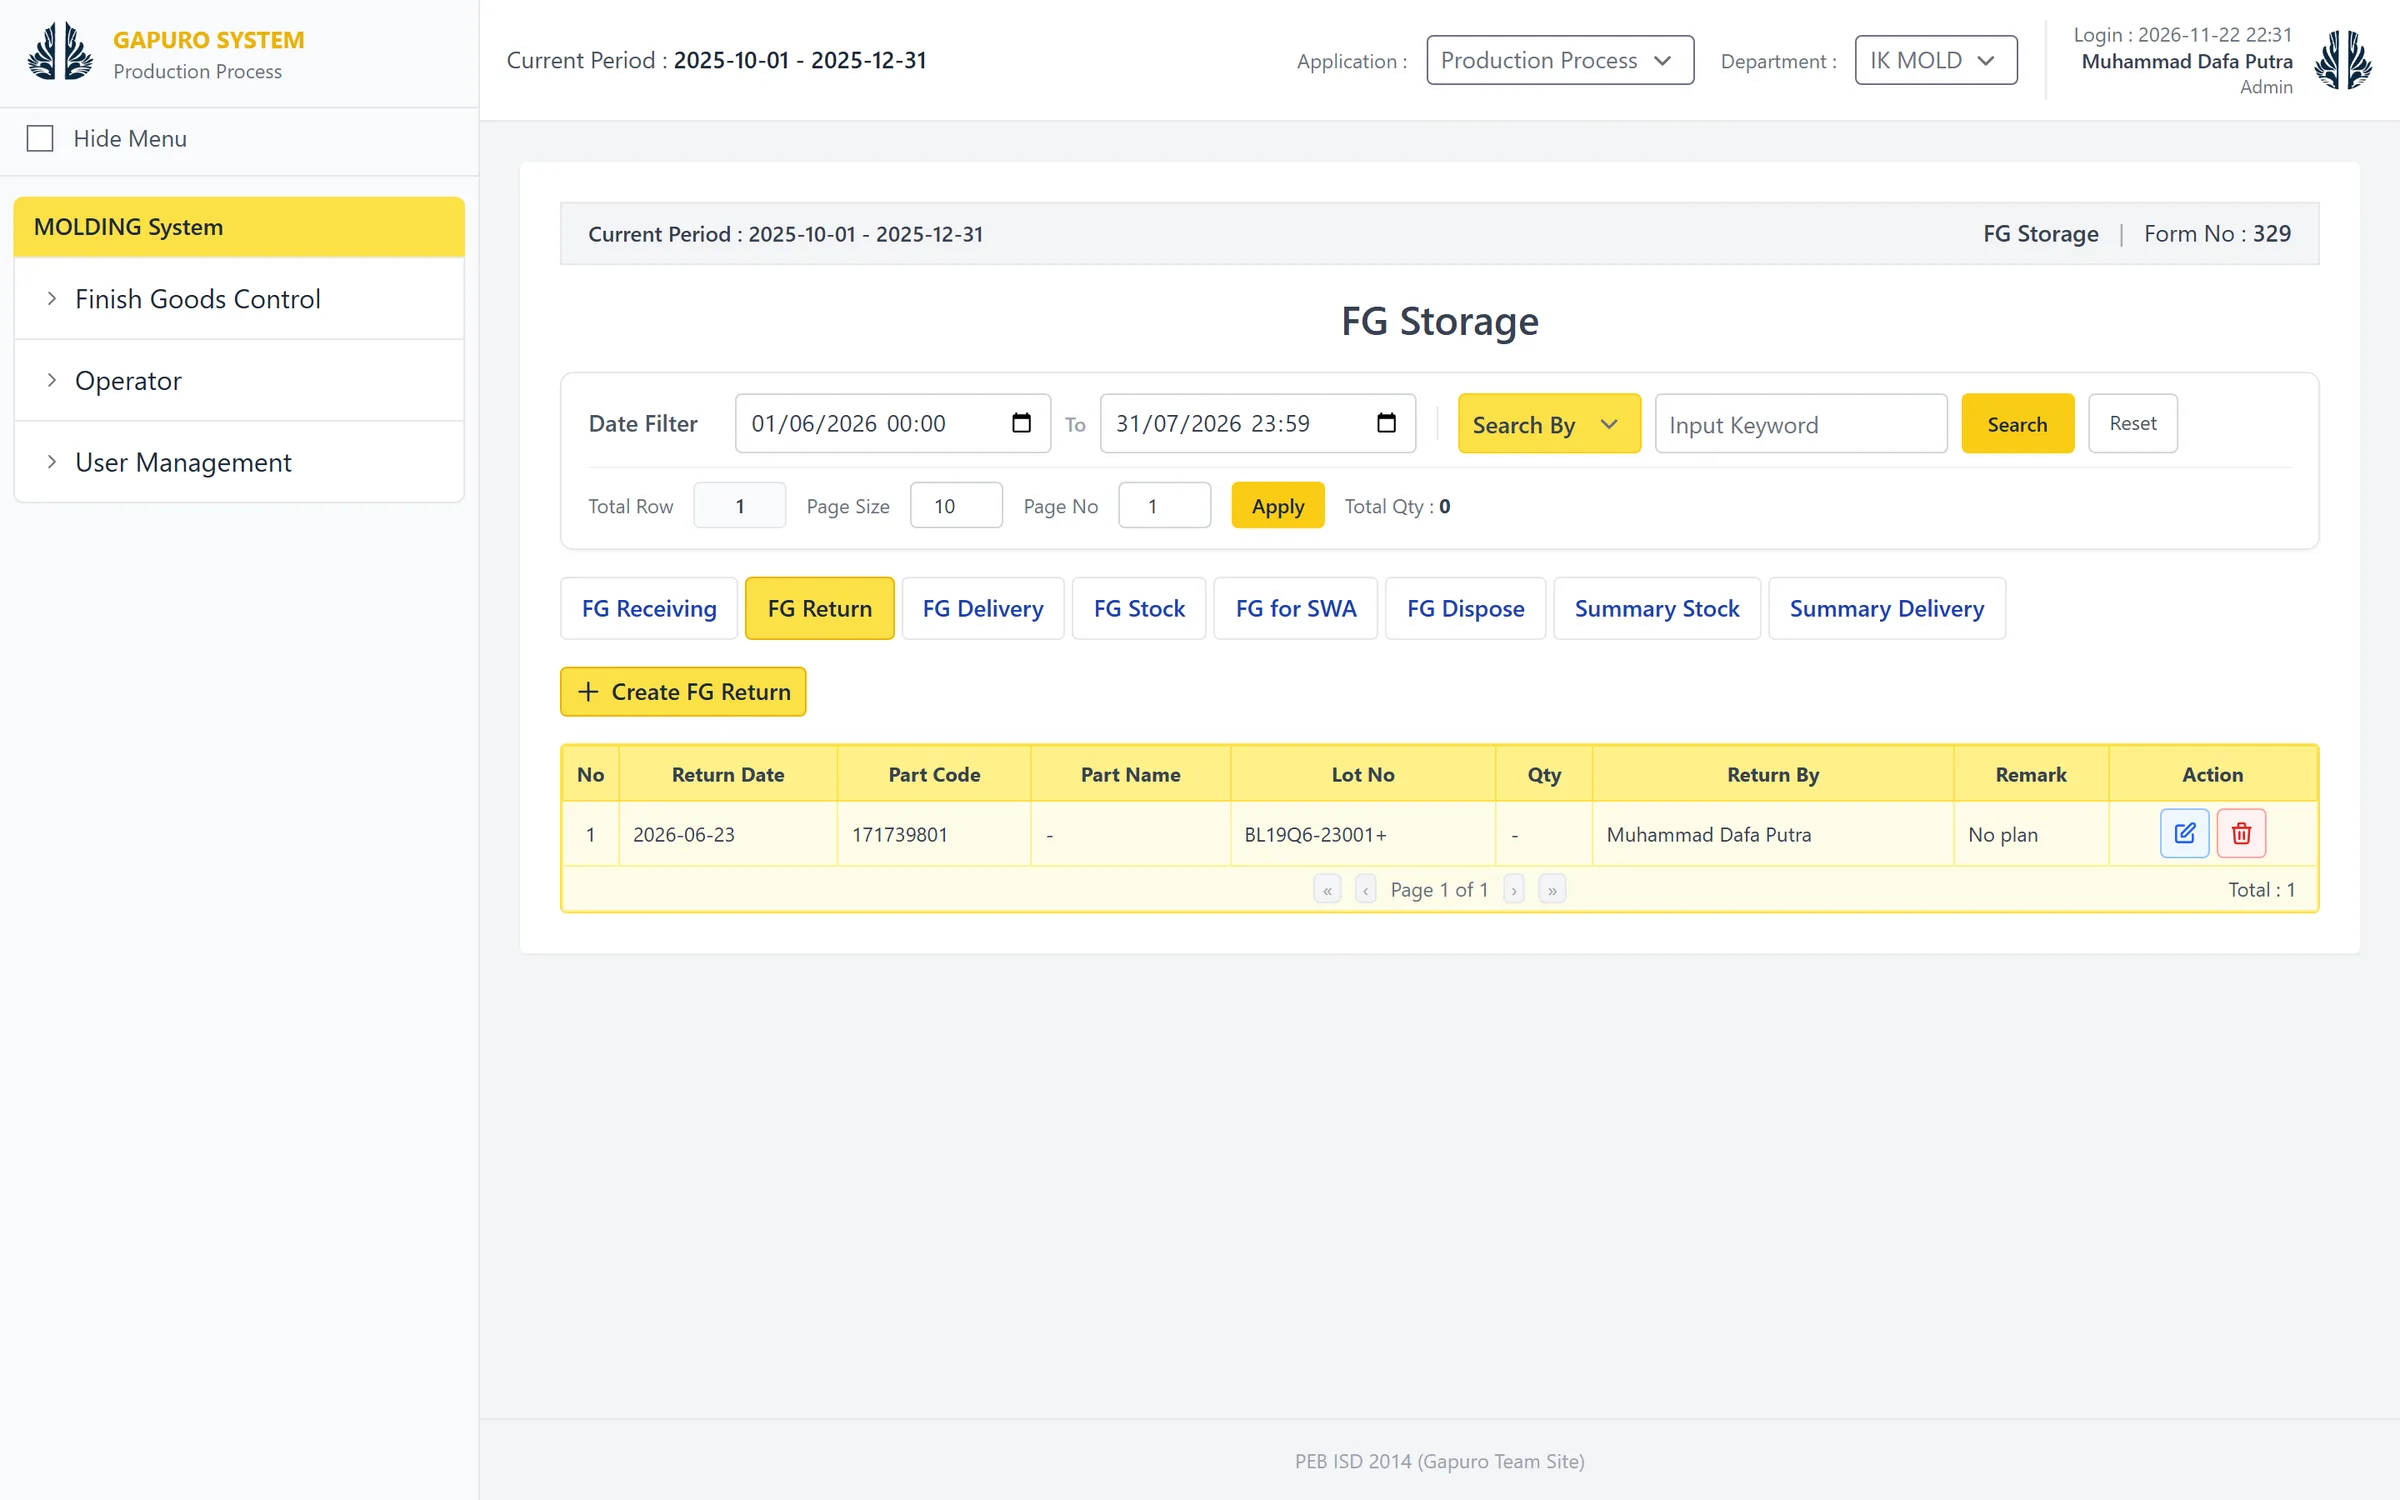 GAPURO SYSTEM
Production Process
Hide Menu
MOLDING System
Finish Goods Control
Operator
User Management
Current Period : 2025-10-01 - 2025-12-31
Application :
Production Process
Department :
IK MOLD
Login : 2026-11-22 22:31
Muhammad Dafa Putra
Admin
Current Period : 2025-10-01 - 2025-12-31
FG Storage | Form No : 329
FG Storage
Date Filter 01/06/2026 00:00 To 31/07/2026 23:59 Search By Input Keyword Search Reset
Total Row 1 Page Size 10 Page No 1 Apply Total Qty : 0
FG Receiving FG Return FG Delivery FG Stock FG for SWA FG Dispose Summary Stock Summary Delivery
+ Create FG Return
No Return Date Part Code Part Name Lot No Qty Return By Remark Action
1 2026-06-23 171739801 - BL19Q6-23001+ - Muhammad Dafa Putra No plan
« ‹ Page 1 of 1 › » Total : 1
PEB ISD 2014 (Gapuro Team Site)